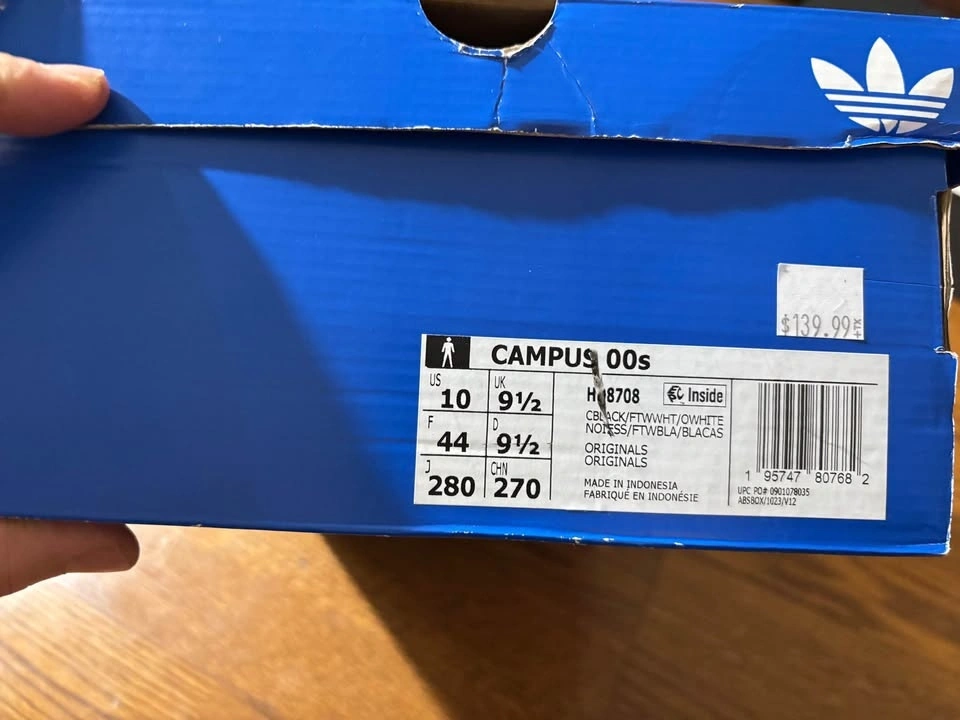 $139.99 +TX
CAMPUS 00s
US 10 UK 9½
F 44 D 9½
J 280 CHN 270
Inside
CBLACK/FTWWHT/OWHITE
NOIESS/FTWBLA/BLACAS
ORIGINALS
ORIGINALS
MADE IN INDONESIA
FABRIQUÉ EN INDONÉSIE
1 95747 80768 2
UPC PO# 0901078035
ABSBOX/1023/V12